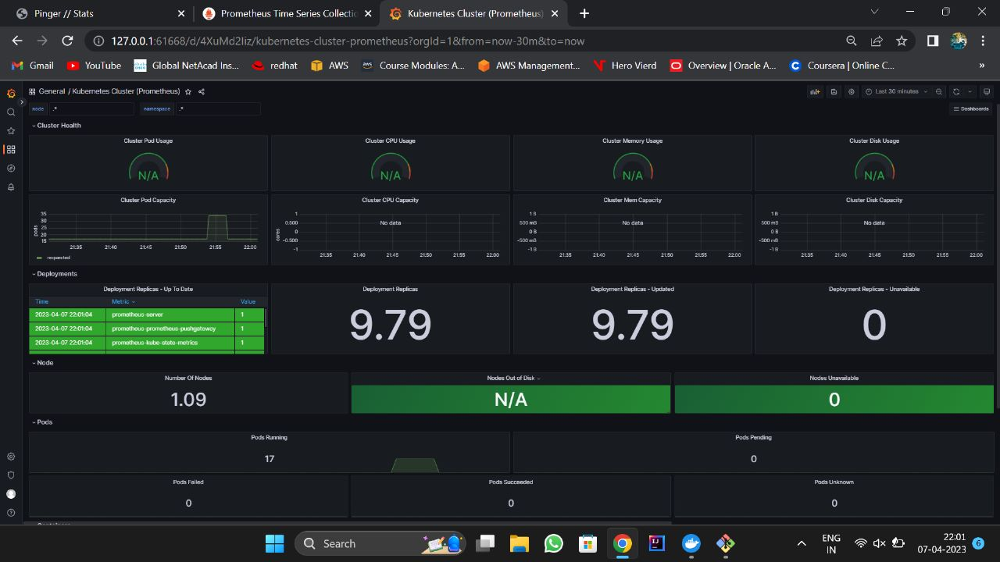 Pinger // Stats
Prometheus Time Series Collectio
Kubernetes Cluster (Prometheus)
127.0.0.1:61668/d/4XuMd2Iiz/kubernetes-cluster-prometheus?orgId=1&from=now-30m&to=now
Gmail YouTube Global NetAcad Ins... redhat AWS Course Modules: A... AWS Management... Hero Vierd Overview | Oracle A... Coursera | Online C... »
General / Kubernetes Cluster (Prometheus)
Last 30 minutes
node .* namespace .*
Dashboards
Cluster Health
Cluster Pod Usage Cluster CPU Usage Cluster Memory Usage Cluster Disk Usage
N/A N/A N/A N/A
Cluster Pod Capacity Cluster CPU Capacity Cluster Mem Capacity Cluster Disk Capacity
35 1 1 B 1 B
30 0.500 No data 500 mB No data 500 mB No data
25 0 0 B 0 B
20 -0.500 -500 mB -500 mB
15 -1 -1 B -1 B
pods cores
21:35 21:40 21:45 21:50 21:55 22:00
21:35 21:40 21:45 21:50 21:55 22:00
21:35 21:40 21:45 21:50 21:55 22:00
21:35 21:40 21:45 21:50 21:55 22:00
requested
Deployments
Deployment Replicas - Up To Date Deployment Replicas Deployment Replicas - Updated Deployment Replicas - Unavailable
Time Metric Value
2023-04-07 22:01:04 prometheus-server 1
2023-04-07 22:01:04 prometheus-prometheus-pushgateway 1
2023-04-07 22:01:04 prometheus-kube-state-metrics 1
9.79 9.79 0
Node
Number Of Nodes Nodes Out of Disk Nodes Unavailable
1.09 N/A 0
Pods
Pods Running Pods Pending
17 0
Pods Failed Pods Succeeded Pods Unknown
0 0 0
Search
ENG
IN
22:01
07-04-2023
6